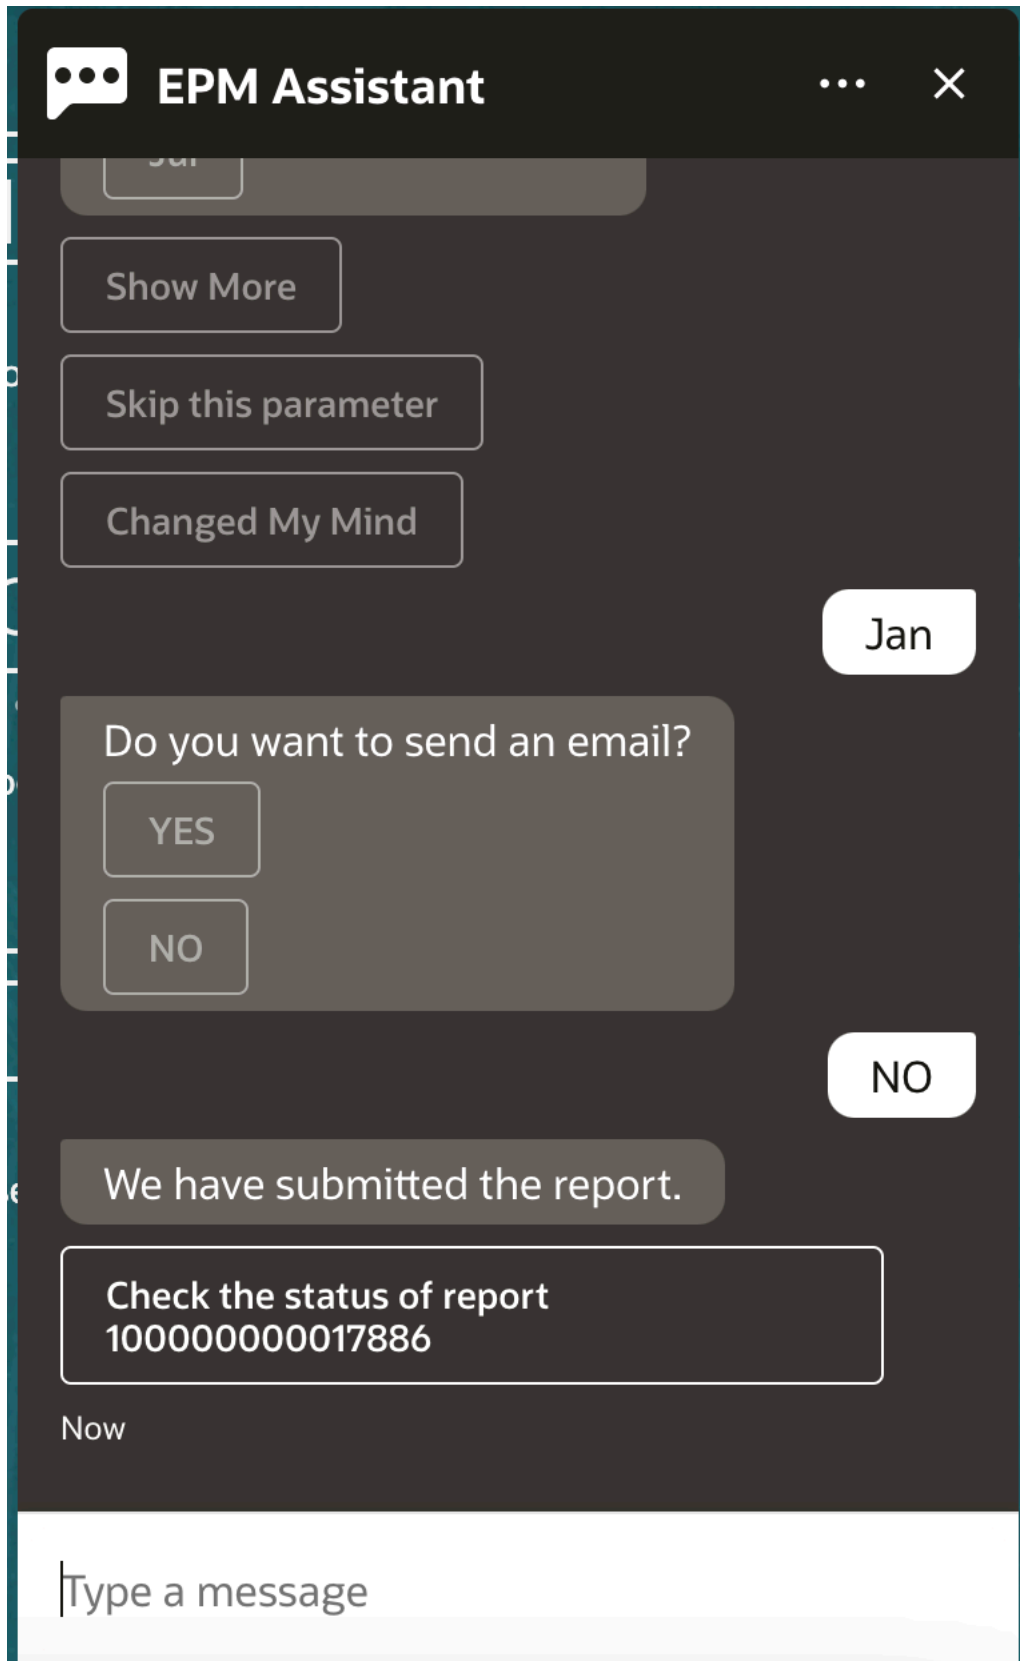 EPM Assistant
Jul
Show More
Skip this parameter
Changed My Mind
Jan
Do you want to send an email?
YES
NO
NO
We have submitted the report.
Check the status of report
100000000017886
Now
Type a message